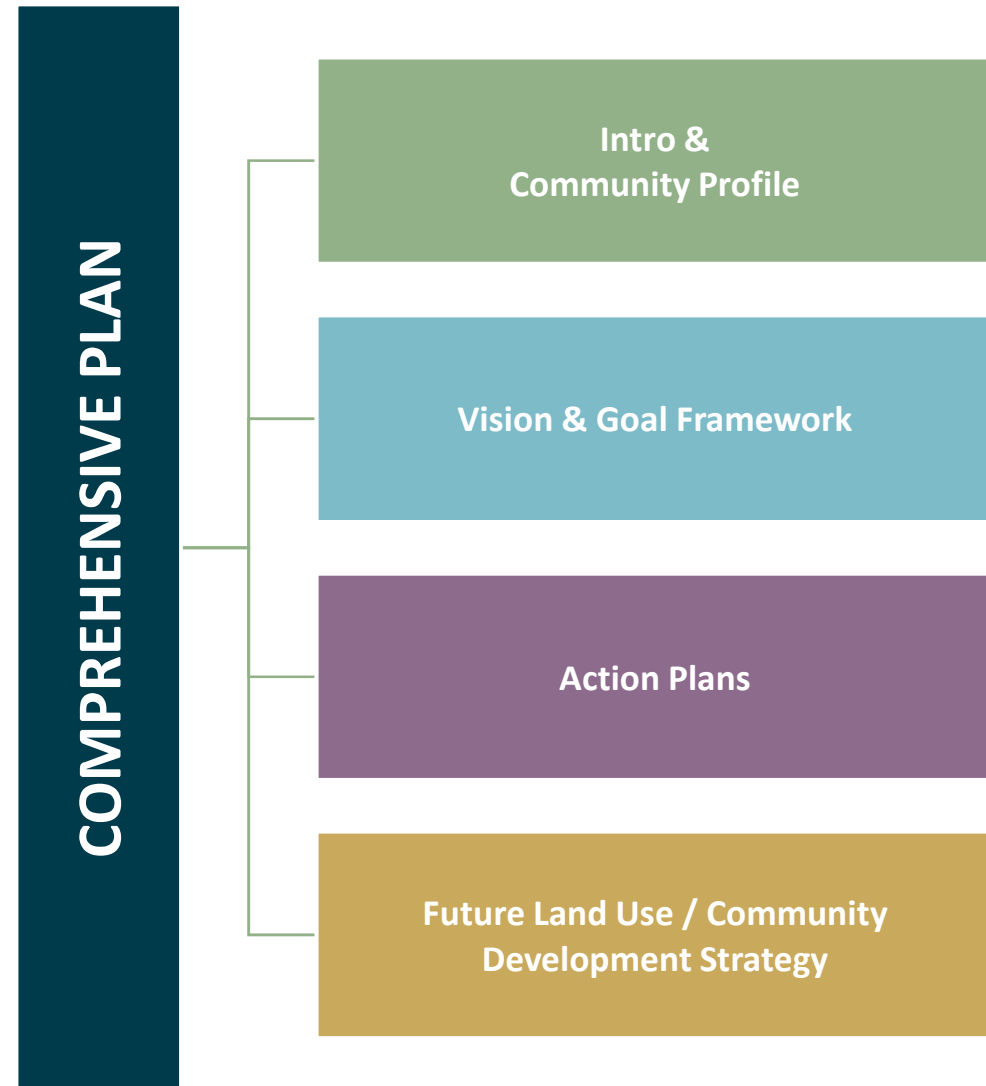 COMPREHENSIVE PLAN
Intro &
Community Profile
Vision & Goal Framework
Action Plans
Future Land Use / Community
Development Strategy